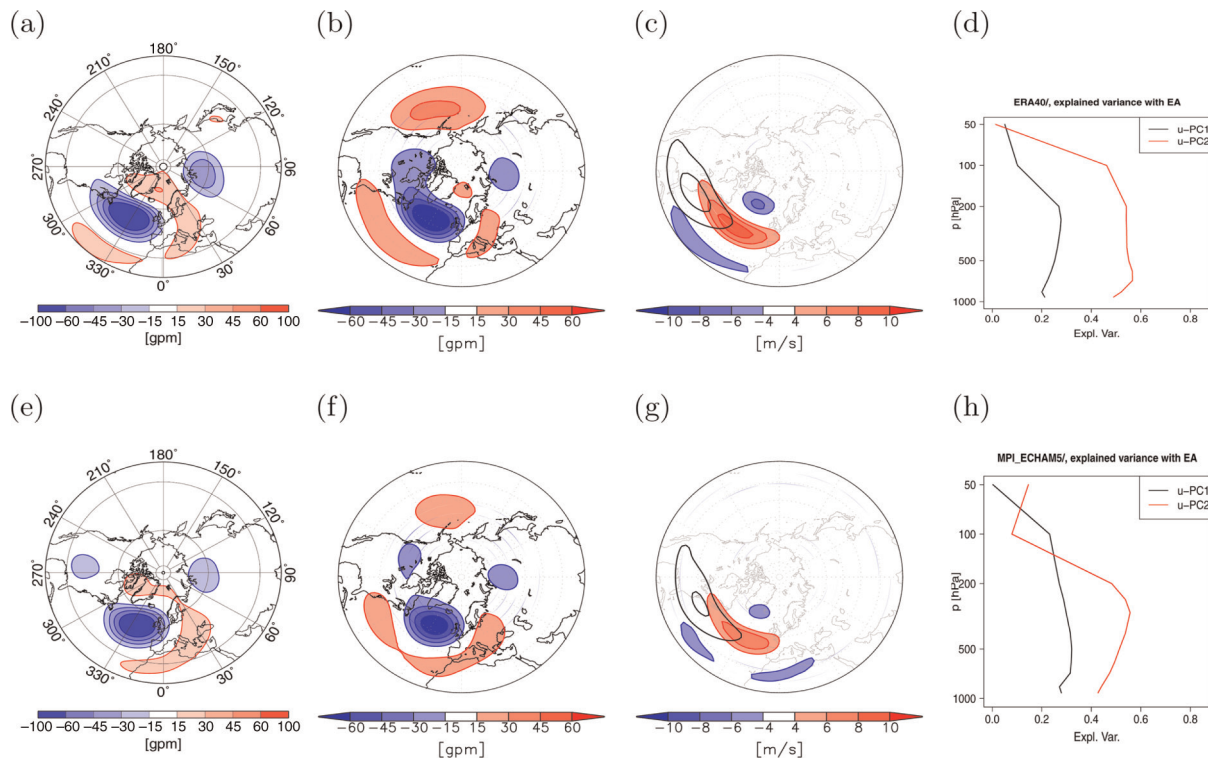 (a) (b) (c) (d)
180°
210° 150°
240° 120°
270° 90°
300° 60°
330° 30°
0°
−100 −60 −45 −30 −15 15 30 45 60 100
[gpm]
−60 −45 −30 −15 15 30 45 60
[gpm]
−10 −8 −6 −4 4 6 8 10
[m/s]
ERA40/, explained variance with EA
u−PC1
u−PC2
50
100
200
500
1000
p [hPa]
0.0 0.2 0.4 0.6 0.8
Expl. Var.
(e) (f) (g) (h)
180°
210° 150°
240° 120°
270° 90°
300° 60°
330° 30°
0°
−100 −60 −45 −30 −15 15 30 45 60 100
[gpm]
−60 −45 −30 −15 15 30 45 60
[gpm]
−10 −8 −6 −4 4 6 8 10
[m/s]
MPI_ECHAM5/, explained variance with EA
u−PC1
u−PC2
50
100
200
500
1000
p [hPa]
0.0 0.2 0.4 0.6 0.8
Expl. Var.